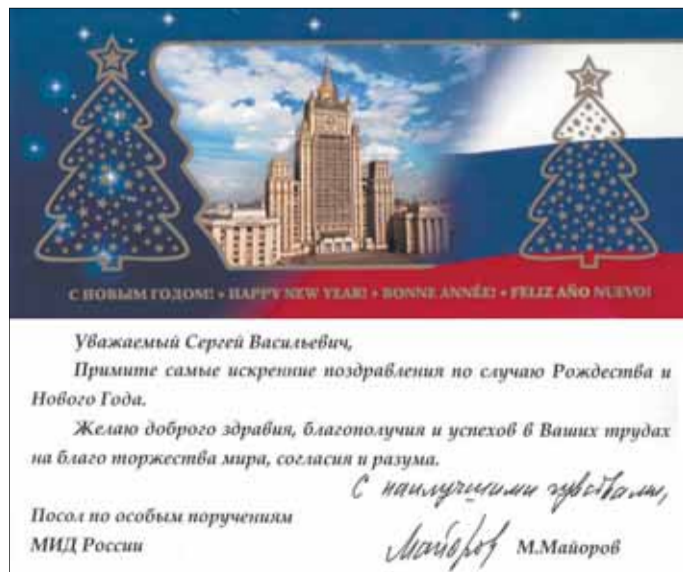 С НОВЫМ ГОДОМ! • HAPPY NEW YEAR! • BONNE ANNÉE! • FELIZ AÑO NUEVO!
Уважаемый Сергей Васильевич,
Примите самые искренние поздравления по случаю Рождества и
Нового Года.
Желаю доброго здравия, благополучия и успехов в Ваших трудах
на благо торжества мира, согласия и разума.
С наилучшими чувствами,
Посол по особым поручениям
МИД России
Майоров М.Майоров